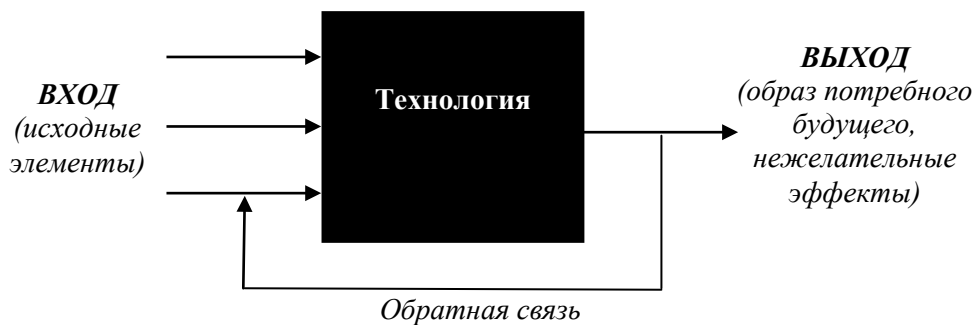 ВХОД
(исходные
элементы)
Технология
ВЫХОД
(образ потребного
будущего,
нежелательные
эффекты)
Обратная связь